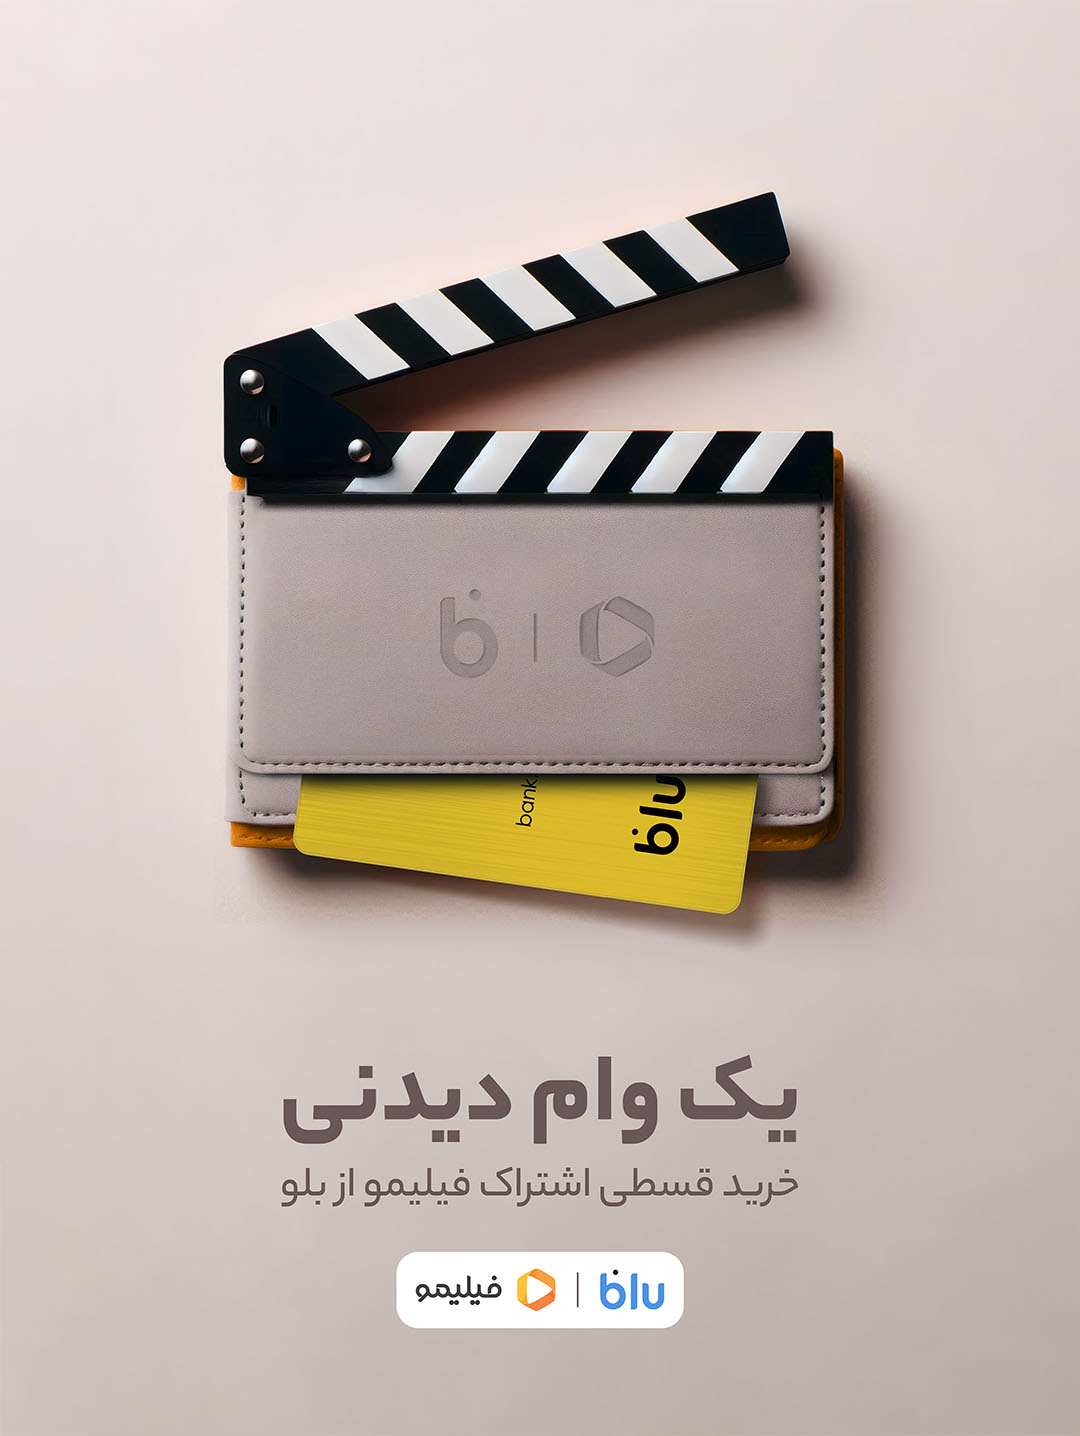 bank.
blu
یک وام دیدنی
خرید قسطی اشتراک فیلیمو از بلو
فیلیمو | blu